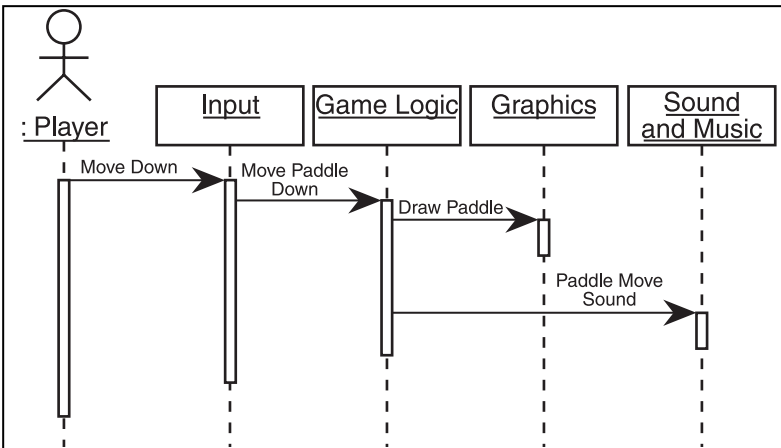 : Player
Input
Game Logic
Graphics
Sound
and Music
Move Down
Move Paddle
Down
Draw Paddle
Paddle Move
Sound